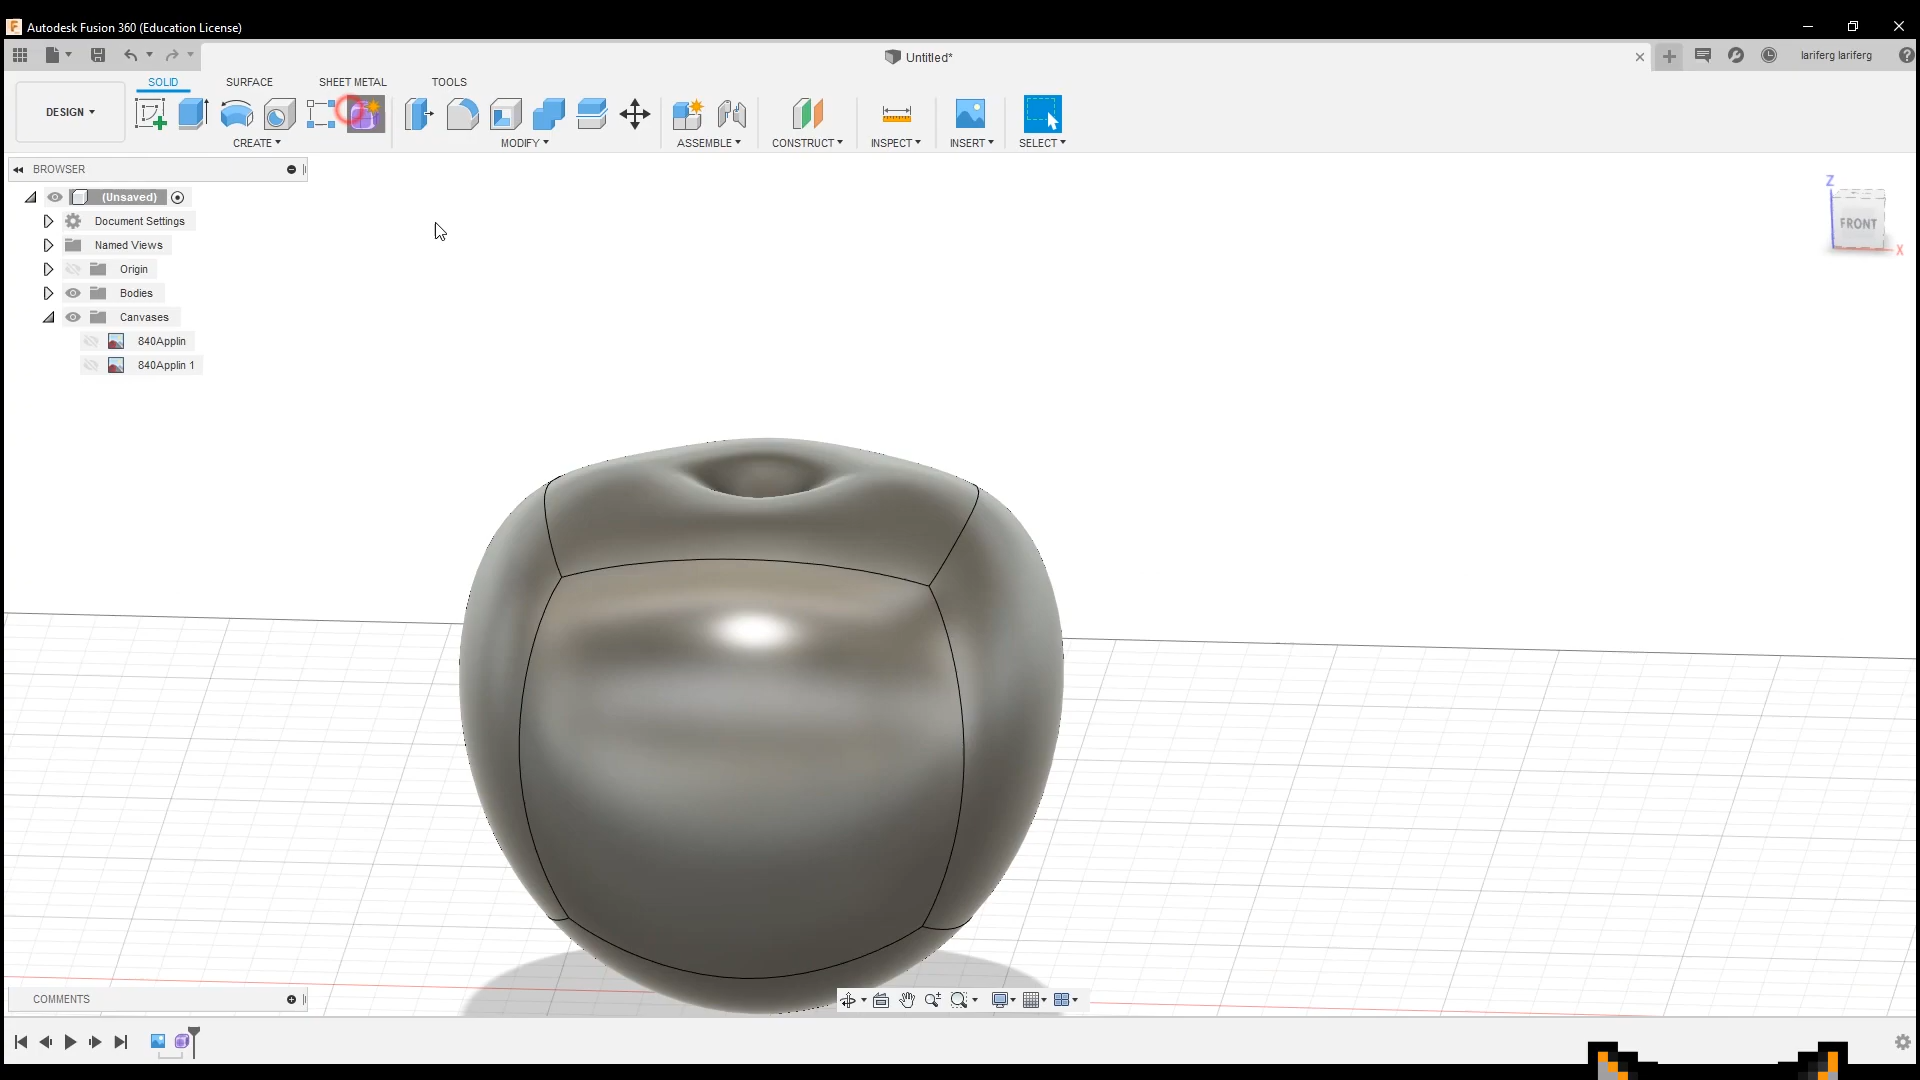 Autodesk Fusion 360 (Education License)
Untitled*
lariferg lariferg
SOLID SURFACE SHEET METAL TOOLS
DESIGN
CREATE MODIFY ASSEMBLE CONSTRUCT INSPECT INSERT SELECT
BROWSER
(Unsaved)
Document Settings
Named Views
Origin
Bodies
Canvases
840Applin
840Applin 1
Z
FRONT
X
COMMENTS